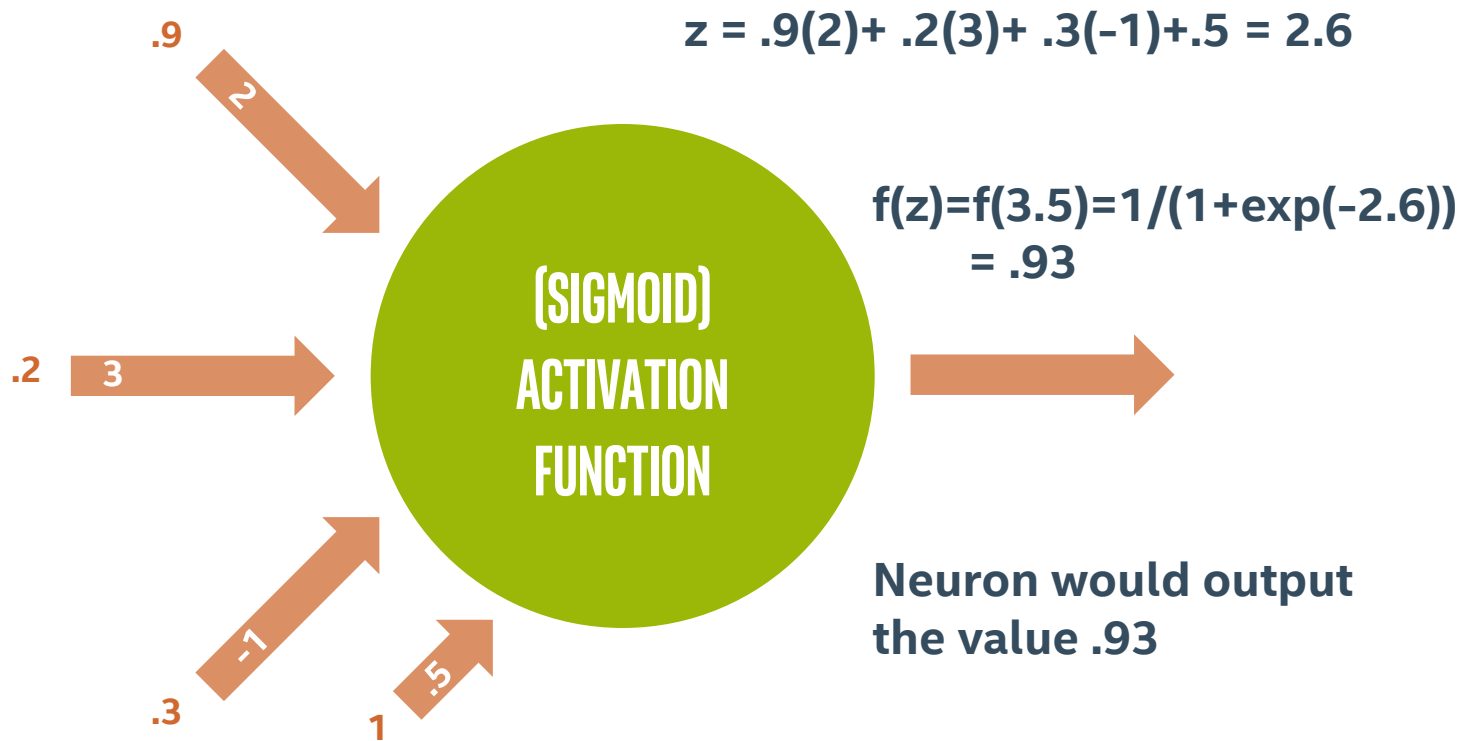 .9
z = .9(2)+ .2(3)+ .3(-1)+.5 = 2.6
2
f(z)=f(3.5)=1/(1+exp(-2.6))
= .93
(SIGMOID)
ACTIVATION
FUNCTION
.2
3
Neuron would output
the value .93
-1
.5
.3
1